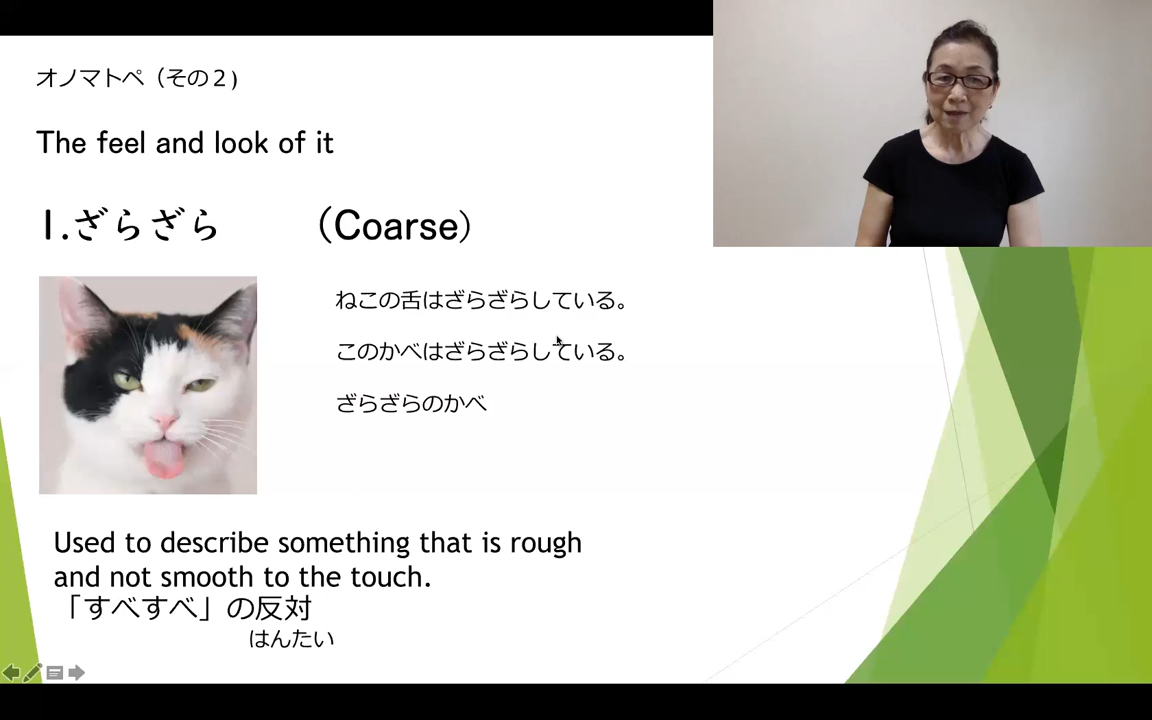 オノマトペ（その２)
The feel and look of it
1.ざらざら （Coarse）
ねこの舌はざらざらしている。
このかべはざらざらしている。
ざらざらのかべ
Used to describe something that is rough
and not smooth to the touch.
「すべすべ」の反対
はんたい